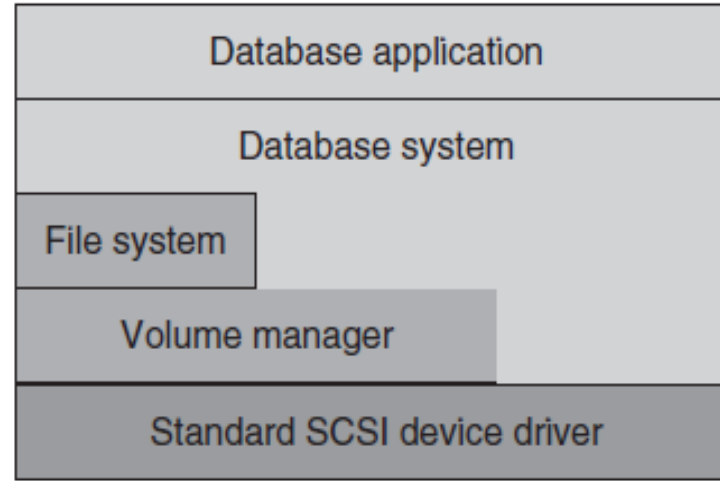 Database application
Database system
File system
Volume manager
Standard SCSI device driver